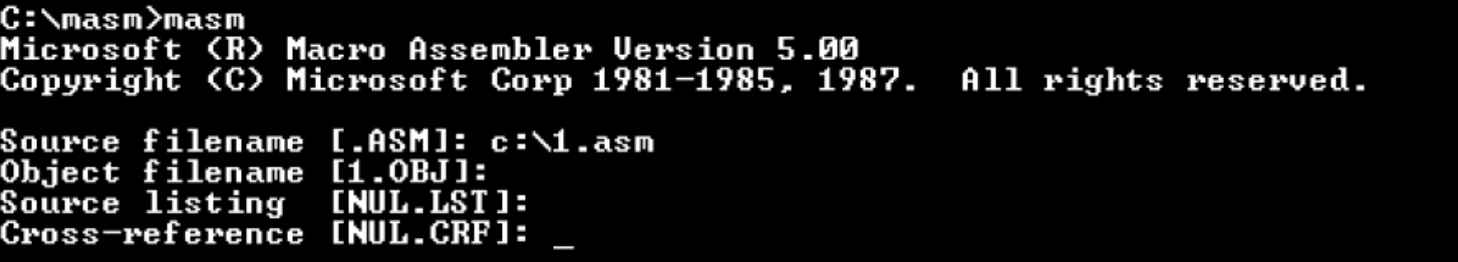 C:\masm>masm
Microsoft (R) Macro Assembler Version 5.00
Copyright (C) Microsoft Corp 1981-1985, 1987.  All rights reserved.
Source filename [.ASM]: c:\1.asm
Object filename [1.OBJ]:
Source listing  [NUL.LST]:
Cross-reference [NUL.CRF]: _